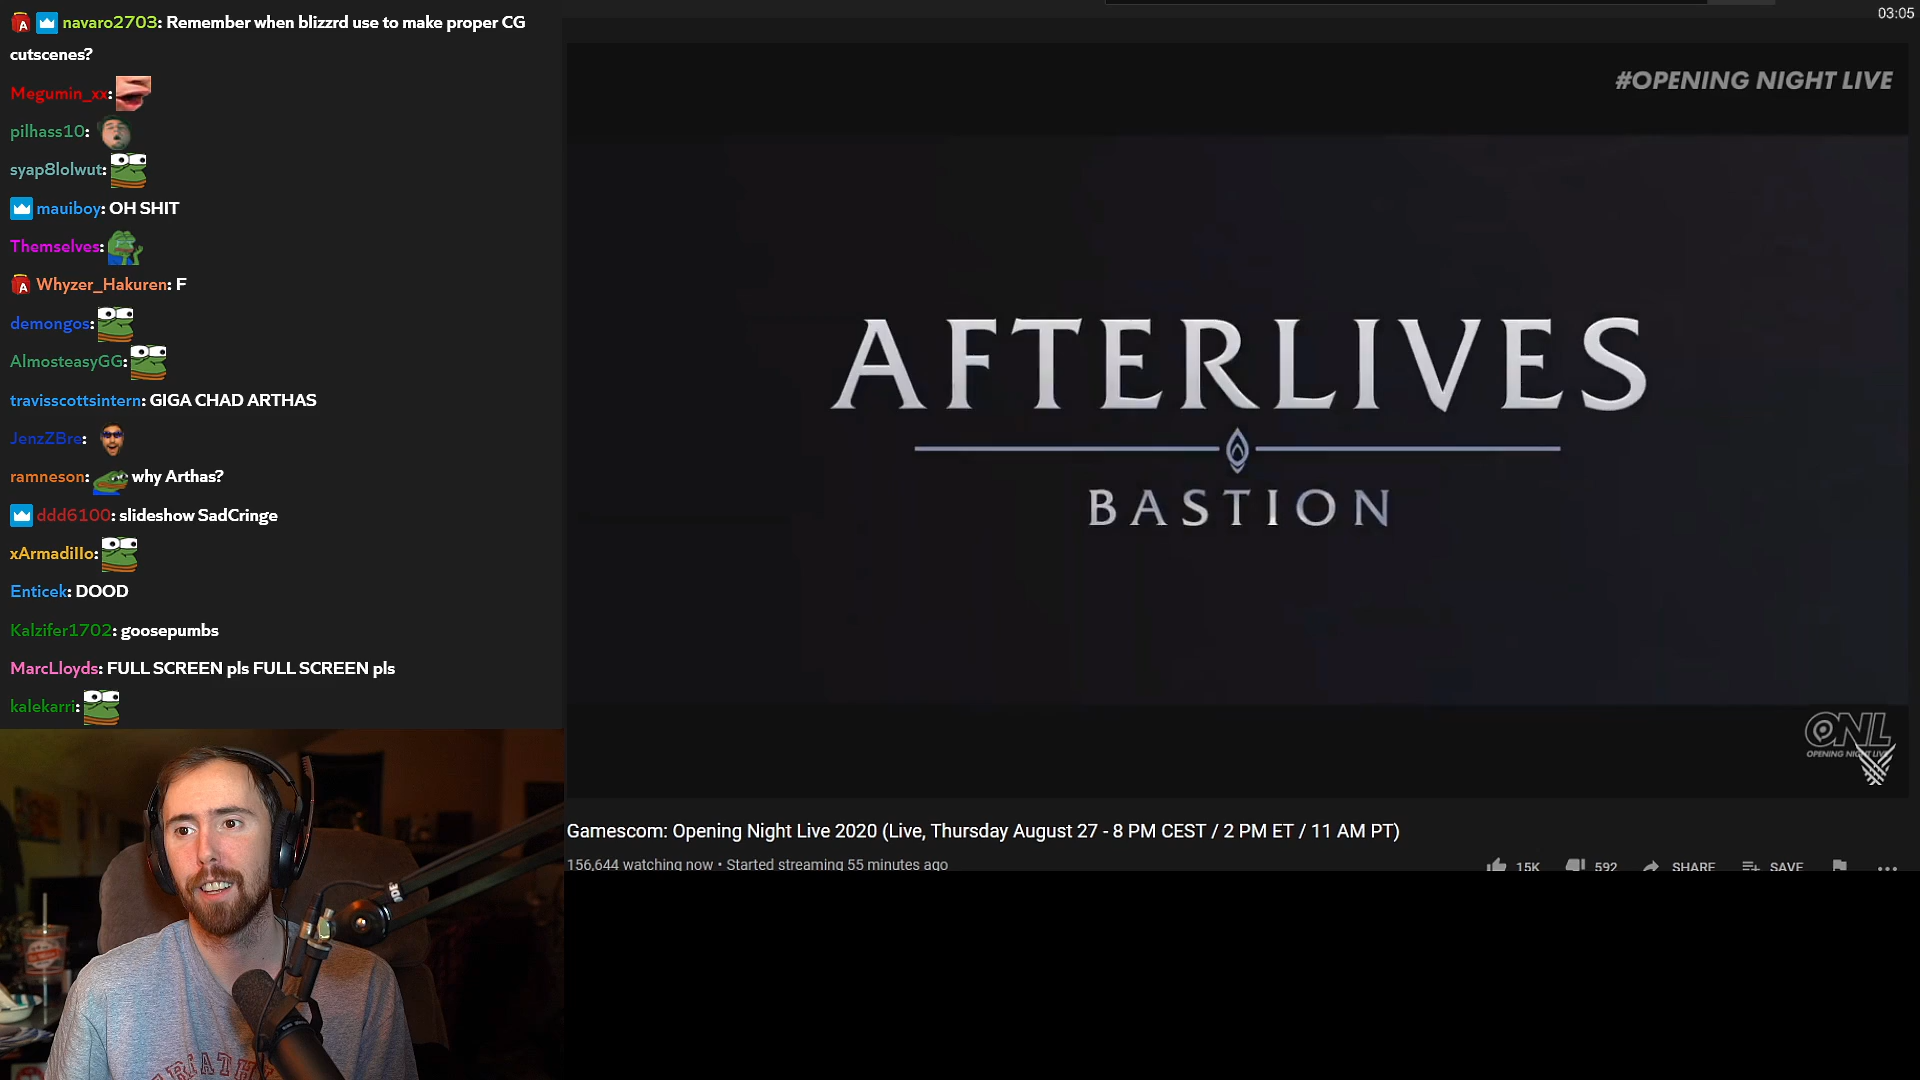 navaro2703: Remember when blizzrd use to make proper CG
cutscenes?
Megumin_xx:
pilhass10:
syap8lolwut:
mauiboy: OH SHIT
Themselves:
Whyzer_Hakuren: F
demongos:
AlmosteasyGG:
travisscottsintern: GIGA CHAD ARTHAS
JenzZBre:
ramneson: why Arthas?
ddd6100: slideshow SadCringe
xArmadillo:
Enticek: DOOD
Kalzifer1702: goosepumbs
MarcLloyds: FULL SCREEN pls FULL SCREEN pls
kalekarri:
03:05
#OPENING NIGHT LIVE
AFTERLIVES
BASTION
ONL
OPENING NIGHT LIVE
Gamescom: Opening Night Live 2020 (Live, Thursday August 27 - 8 PM CEST / 2 PM ET / 11 AM PT)
156,644 watching now • Started streaming 55 minutes ago
15K 592 SHARE SAVE